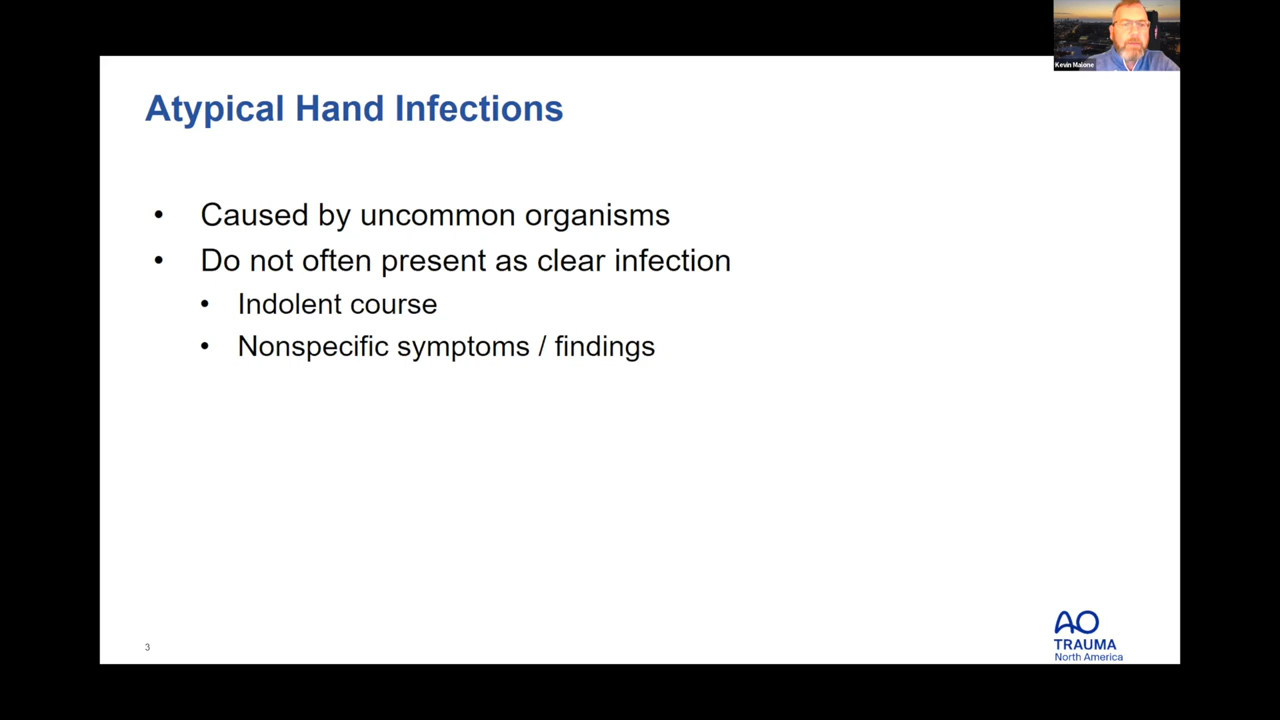 Kevin Malone
Atypical Hand Infections
• Caused by uncommon organisms
• Do not often present as clear infection
• Indolent course
• Nonspecific symptoms / findings
3
AO
TRAUMA
North America